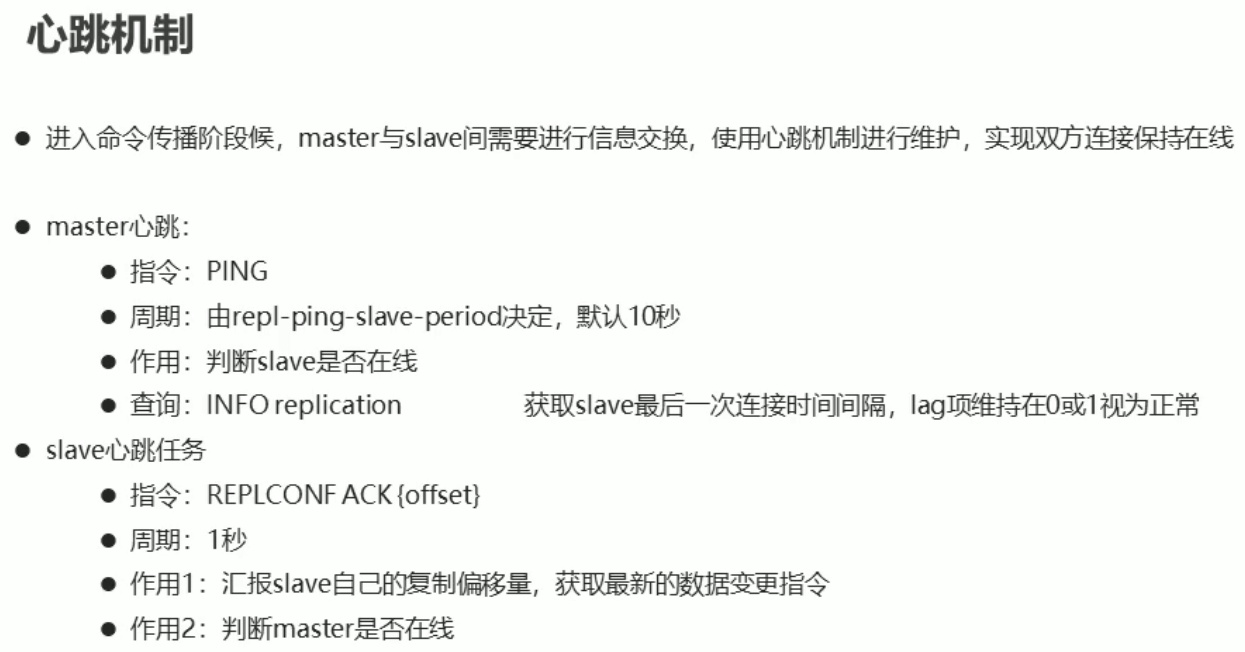 心跳机制
● 进入命令传播阶段候，master与slave间需要进行信息交换，使用心跳机制进行维护，实现双方连接保持在线
● master心跳：
● 指令：PING
● 周期：由repl-ping-slave-period决定，默认10秒
● 作用：判断slave是否在线
● 查询：INFO replication 获取slave最后一次连接时间间隔，lag项维持在0或1视为正常
● slave心跳任务
● 指令：REPLCONF ACK {offset}
● 周期：1秒
● 作用1：汇报slave自己的复制偏移量，获取最新的数据变更指令
● 作用2：判断master是否在线